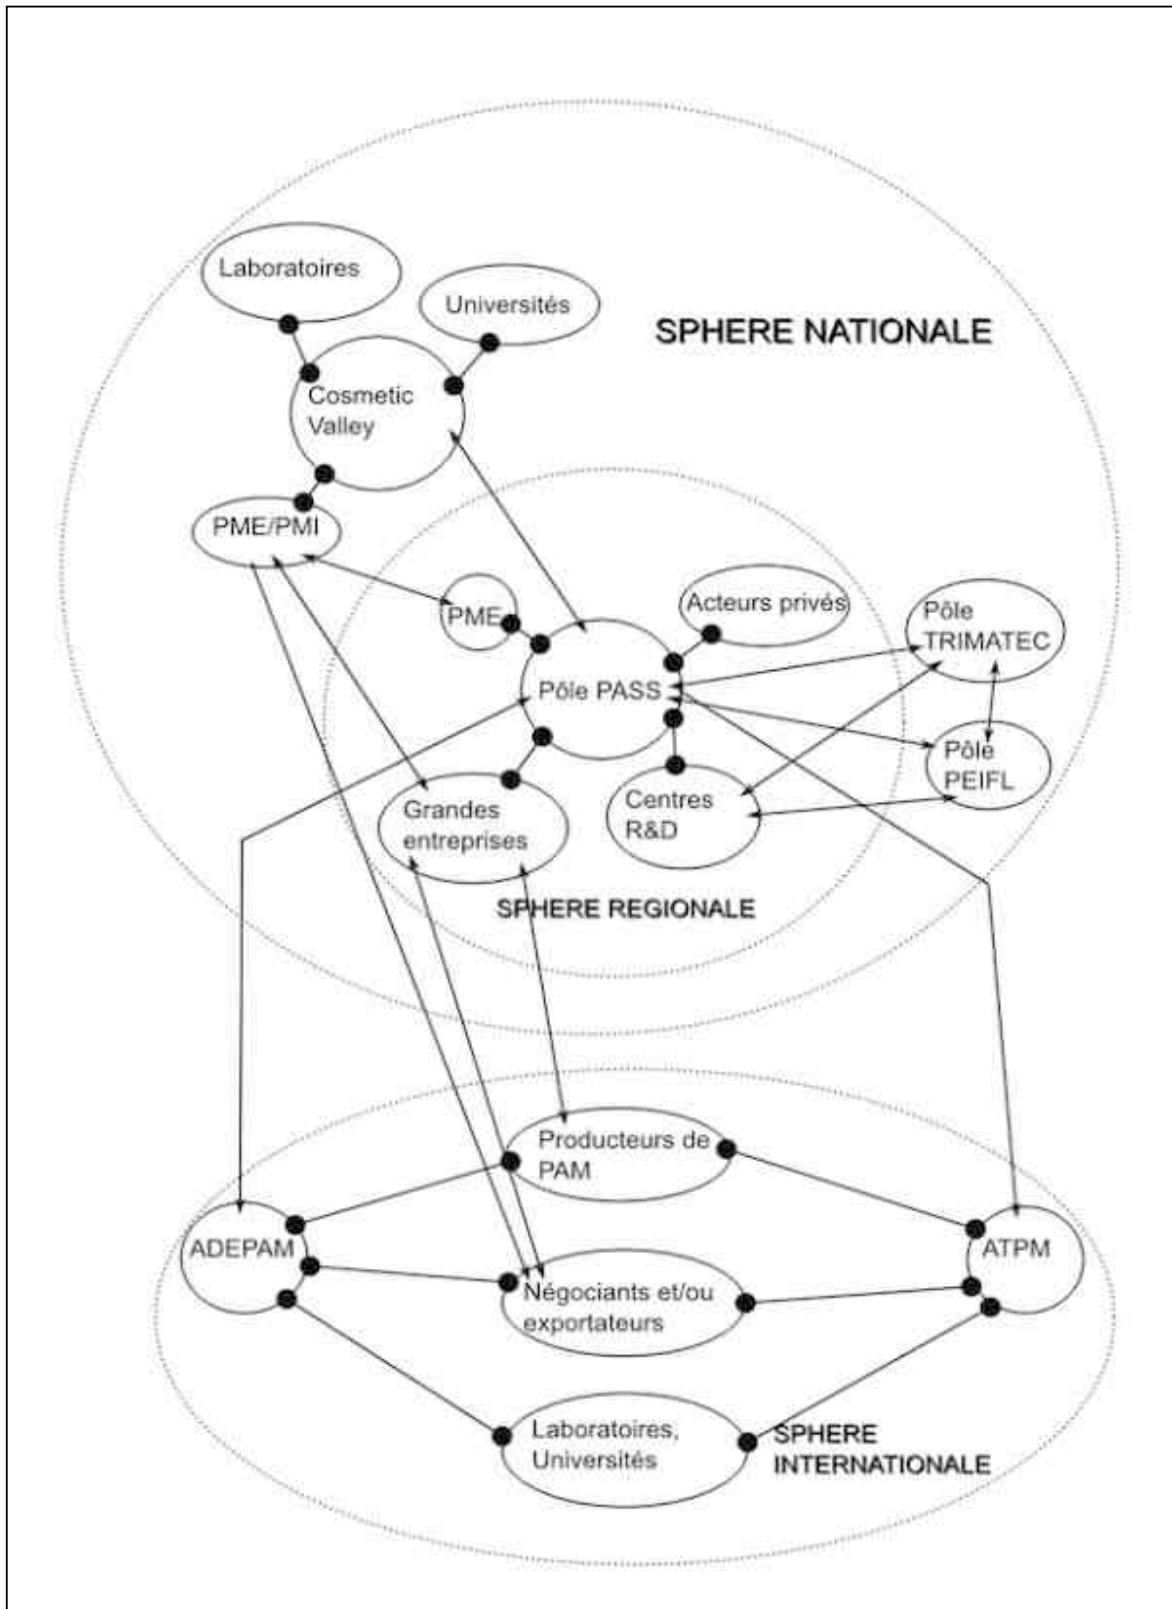 Laboratoires
Universités
SPHERE NATIONALE
Cosmetic
Valley
PME/PMI
PME
Acteurs privés
Pôle
TRIMATEC
Pôle PASS
Pôle
PEIFL
Grandes
entreprises
Centres
R&D
SPHERE REGIONALE
Producteurs de
PAM
ADEPAM
ATPM
Négociants et/ou
exportateurs
Laboratoires,
Universités
SPHERE
INTERNATIONALE